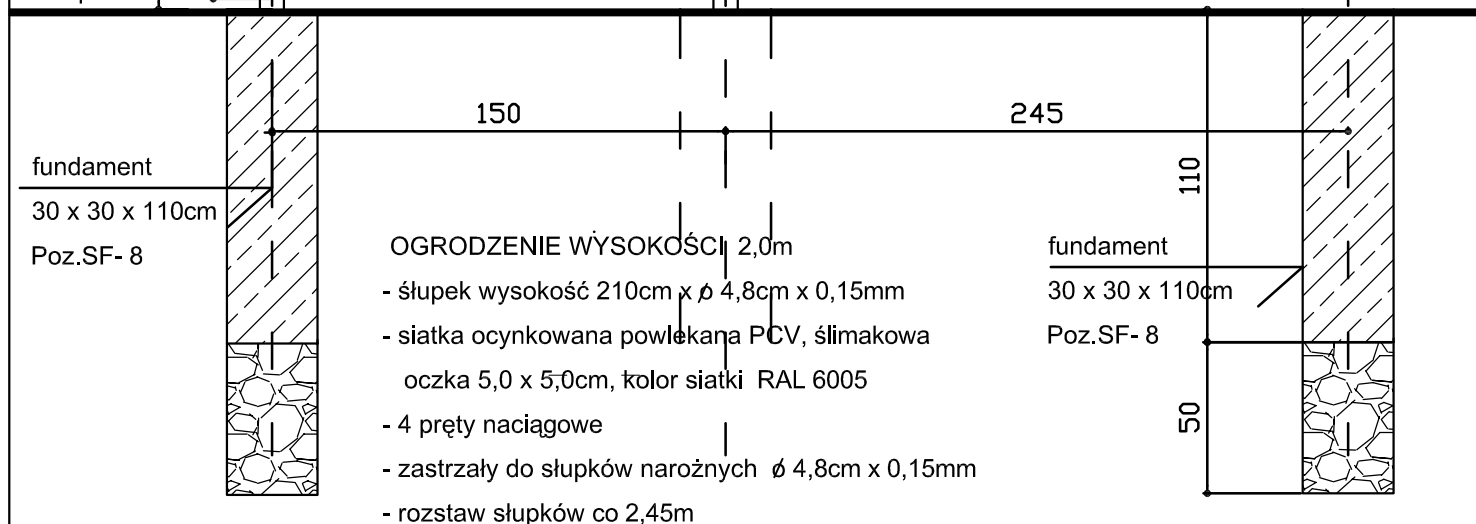 150
245
110
50
fundament
30 x 30 x 110cm
Poz.SF- 8
OGRODZENIE WYSOKOŚCI 2,0m
- śłupek wysokość 210cm x ø 4,8cm x 0,15mm
- siatka ocynkowana powlekana PCV, ślimakowa
oczka 5,0 x 5,0cm, kolor siatki RAL 6005
- 4 pręty naciągowe
- zastrzały do słupków narożnych ø 4,8cm x 0,15mm
- rozstaw słupków co 2,45m
fundament
30 x 30 x 110cm
Poz.SF- 8